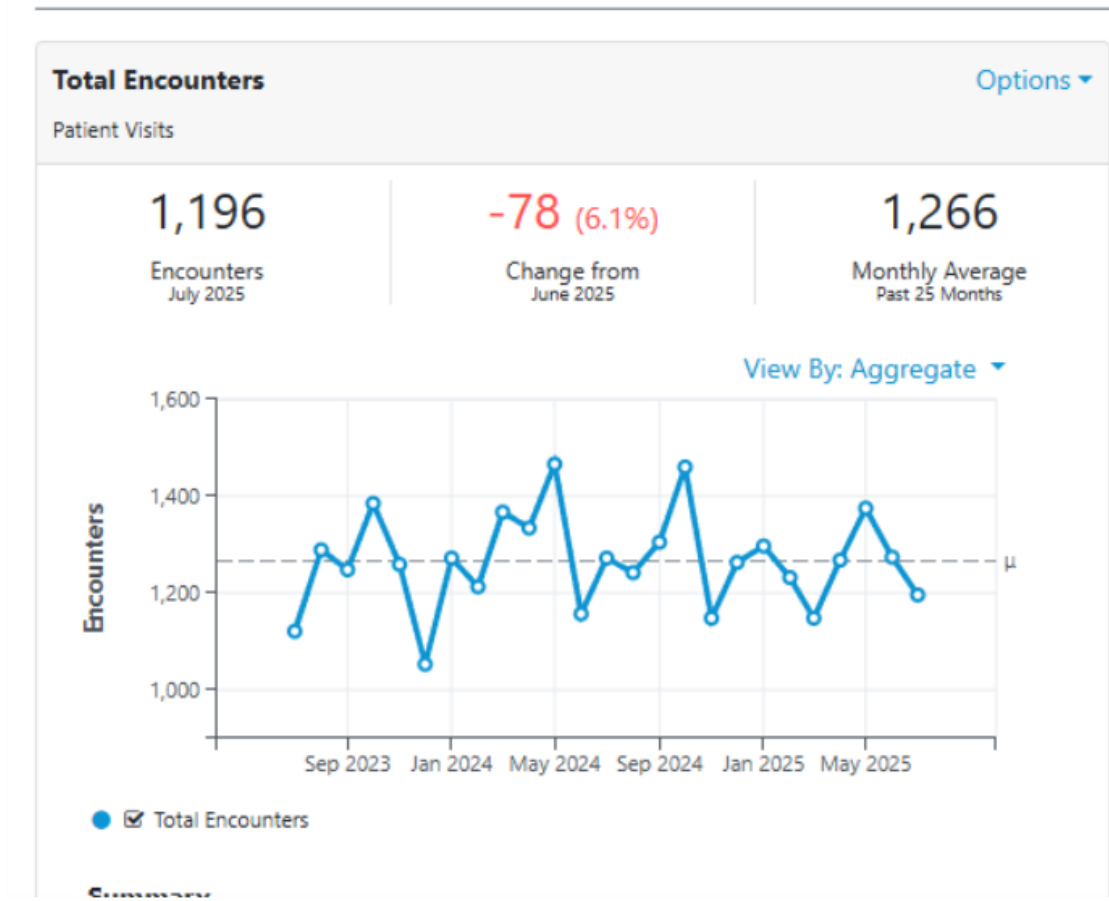 Total Encounters
Options
Patient Visits
1,196
Encounters
July 2025
-78 (6.1%)
Change from
June 2025
1,266
Monthly Average
Past 25 Months
View By: Aggregate
1,600
1,400
1,200
1,000
Encounters
μ
Sep 2023 Jan 2024 May 2024 Sep 2024 Jan 2025 May 2025
Total Encounters
Summary